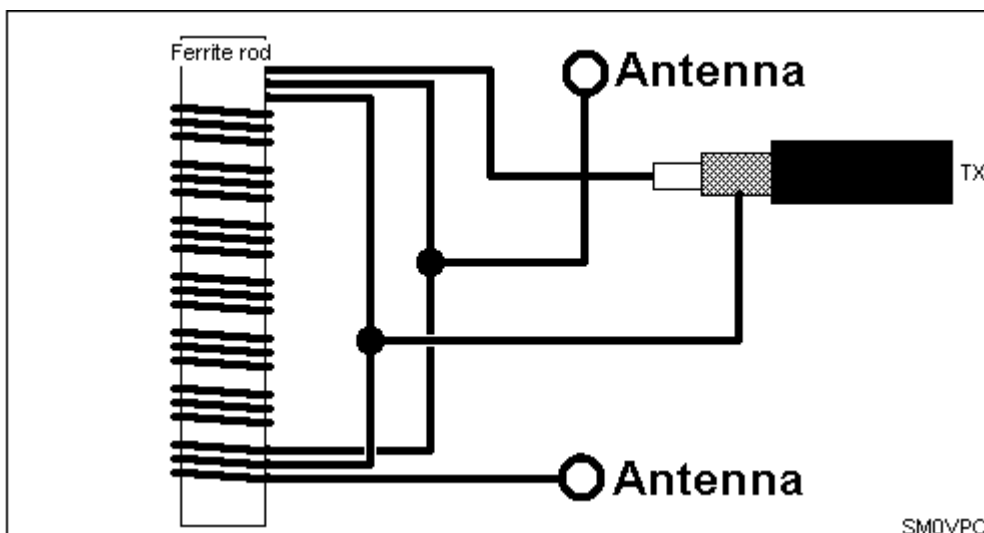 Ferrite rod
Antenna
TX
Antenna
SM0VPO